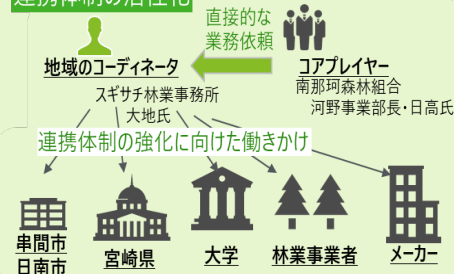 連携体制の活性化
直接的な
業務依頼
地域のコーディネータ
コアプレイヤー
スギサチ林業事務所
大地氏
南那珂森林組合
河野事業部長・日高氏
連携体制の強化に向けた働きかけ
串間市
日南市
宮崎県
大学
林業事業者
メーカー